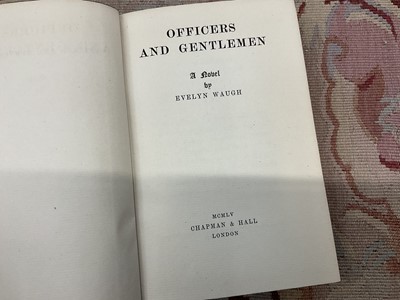 OFFICERS
AND GENTLEMEN
A Novel
by
EVELYN WAUGH
MCMLV
CHAPMAN & HALL
LONDON